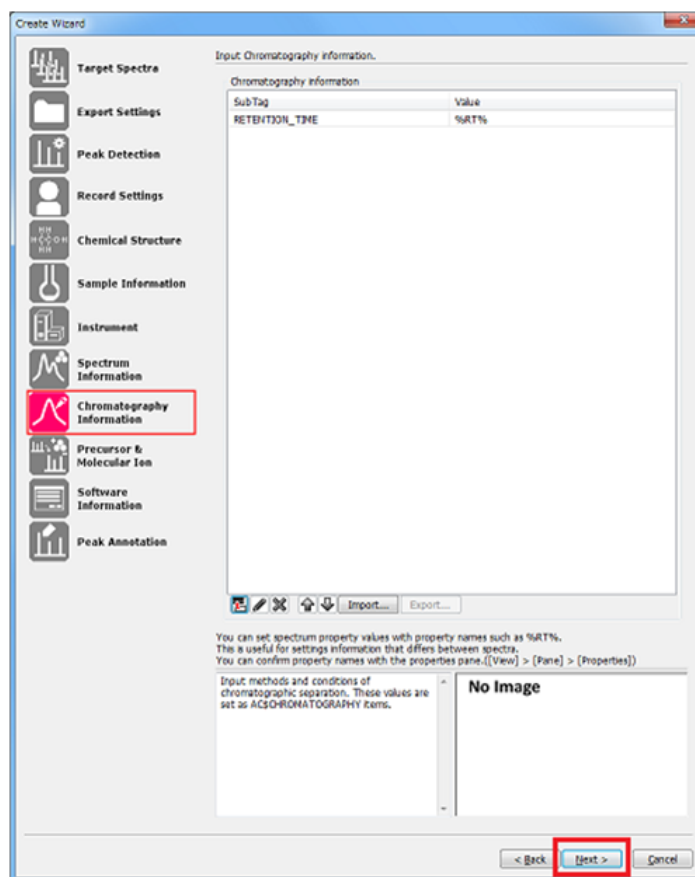 Create Wizard
Target Spectra
Export Settings
Peak Detection
Record Settings
Chemical Structure
Sample Information
Instrument
Spectrum
Information
Chromatography
Information
Precursor &
Molecular Ion
Software
Information
Peak Annotation
Input Chromatography information.
Chromatography information
SubTag Value
RETENTION_TIME %RT%
Import... Export...
You can set spectrum property values with property names such as %RT%.
This is useful for settings information that differs between spectra.
You can confirm property names with the properties pane.([View] > [Pane] > [Properties])
Input methods and conditions of
chromatographic separation. These values are
set as AC$CHROMATOGRAPHY items.
No Image
< Back Next > Cancel